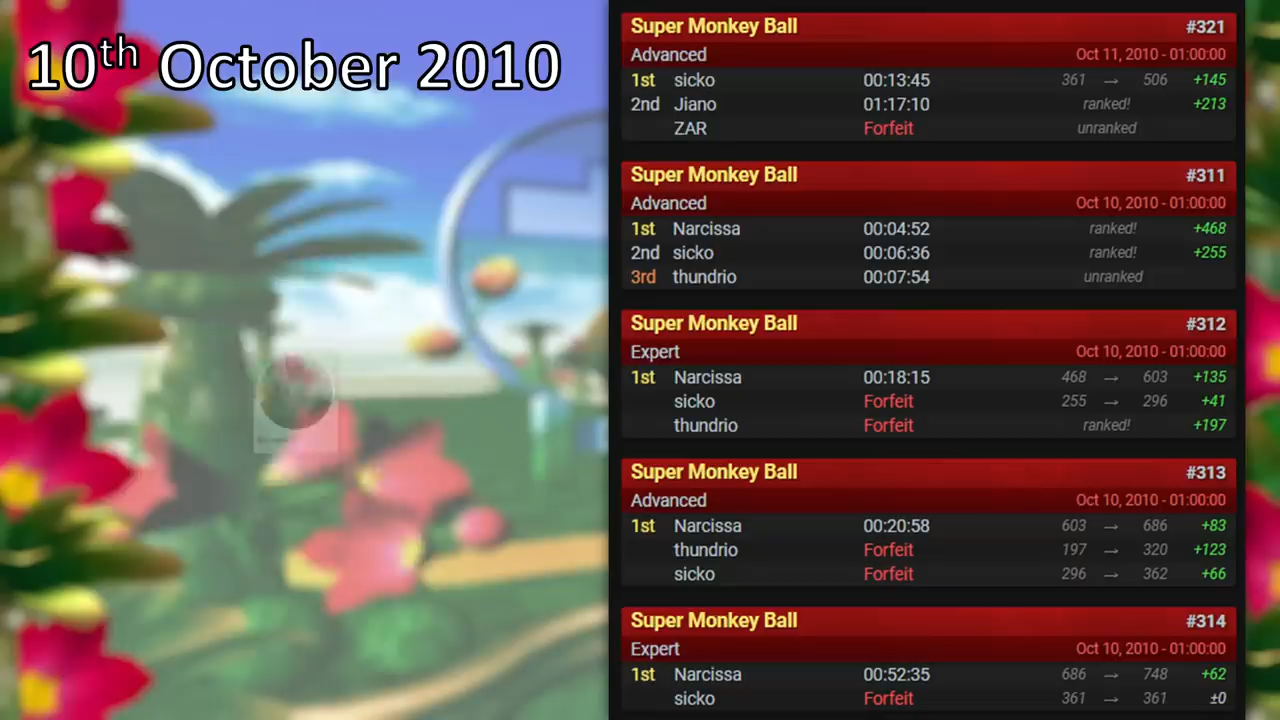 10th October 2010
Super Monkey Ball #321
Advanced Oct 11, 2010 - 01:00:00
1st sicko 00:13:45 361 → 506 +145
2nd Jiano 01:17:10 ranked! +213
ZAR Forfeit unranked
Super Monkey Ball #311
Advanced Oct 10, 2010 - 01:00:00
1st Narcissa 00:04:52 ranked! +468
2nd sicko 00:06:36 ranked! +255
3rd thundrio 00:07:54 unranked
Super Monkey Ball #312
Expert Oct 10, 2010 - 01:00:00
1st Narcissa 00:18:15 468 → 603 +135
sicko Forfeit 255 → 296 +41
thundrio Forfeit ranked! +197
Super Monkey Ball #313
Advanced Oct 10, 2010 - 01:00:00
1st Narcissa 00:20:58 603 → 686 +83
thundrio Forfeit 197 → 320 +123
sicko Forfeit 296 → 362 +66
Super Monkey Ball #314
Expert Oct 10, 2010 - 01:00:00
1st Narcissa 00:52:35 686 → 748 +62
sicko Forfeit 361 → 361 ±0